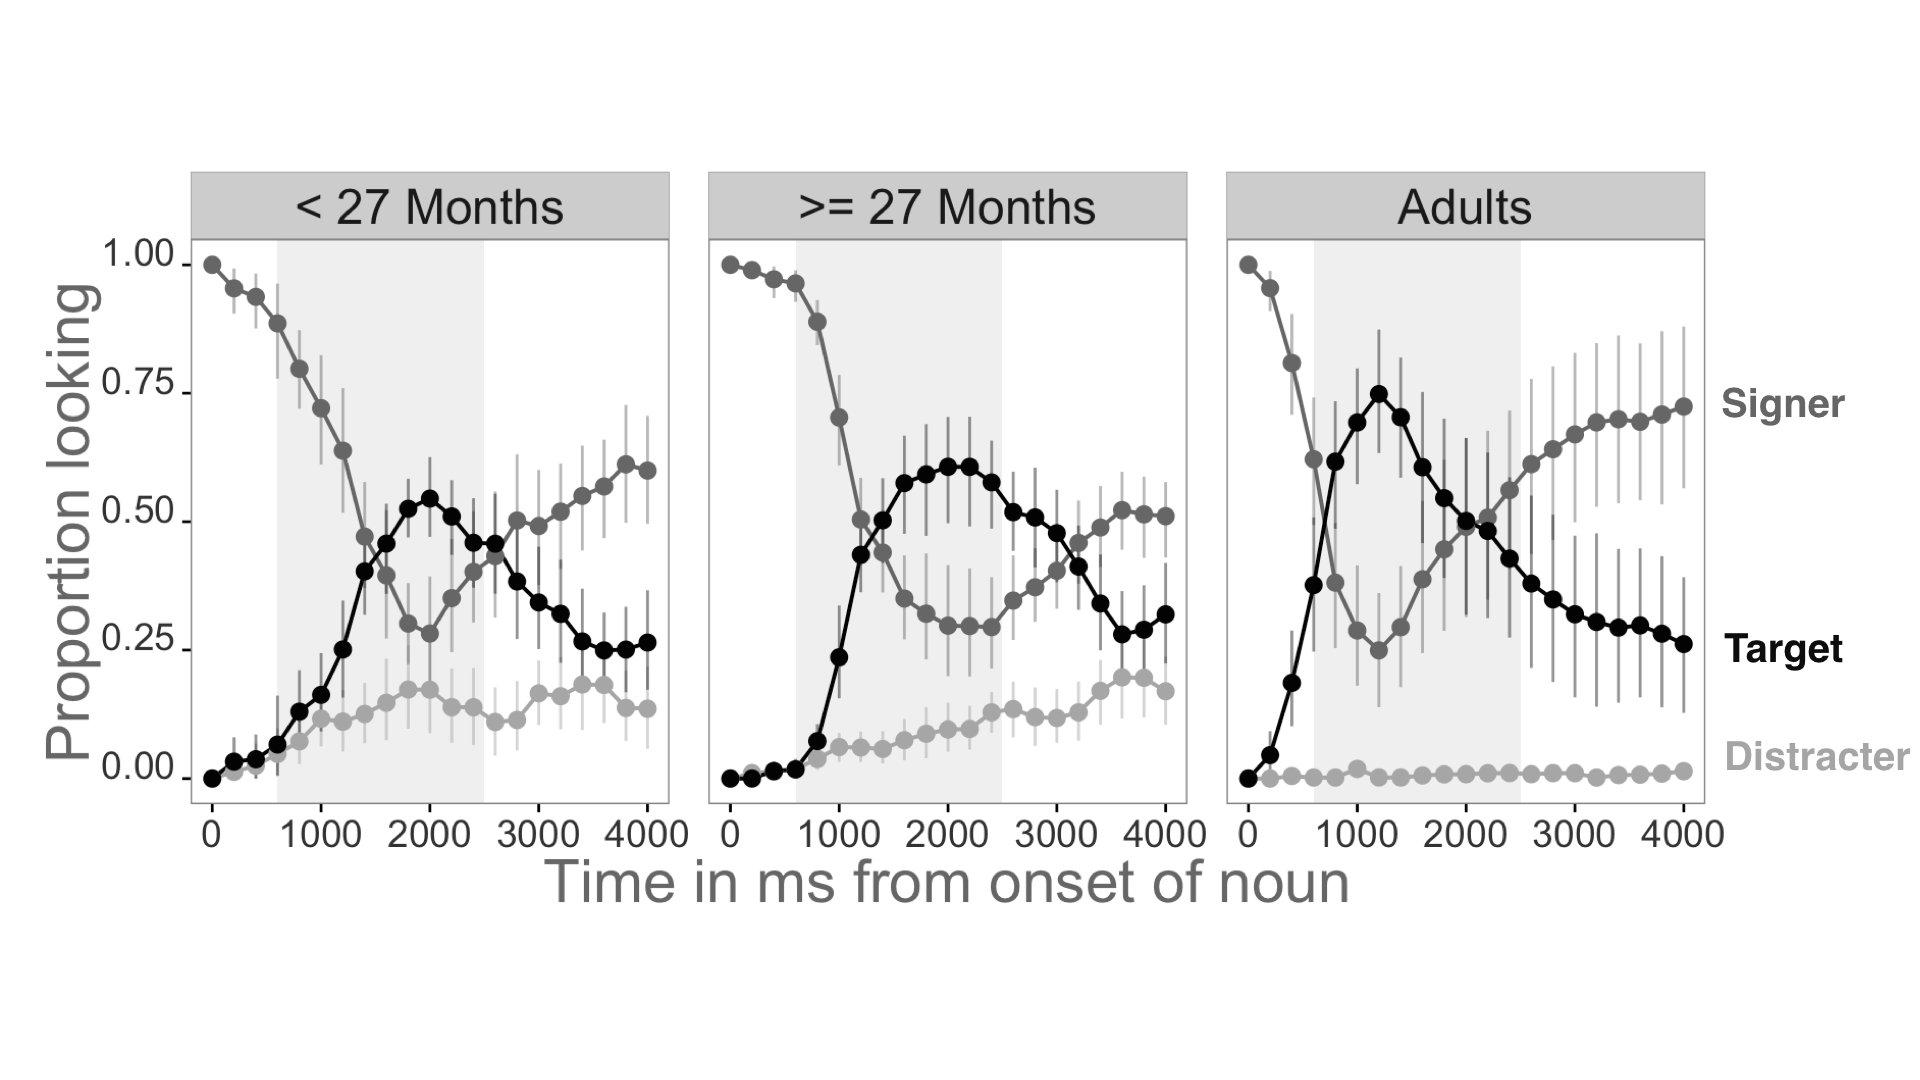 < 27 Months
>= 27 Months
Adults
Proportion looking
1.00
0.75
0.50
0.25
0.00
Signer
Target
Distracter
0 1000 2000 3000 4000
0 1000 2000 3000 4000
0 1000 2000 3000 4000
Time in ms from onset of noun